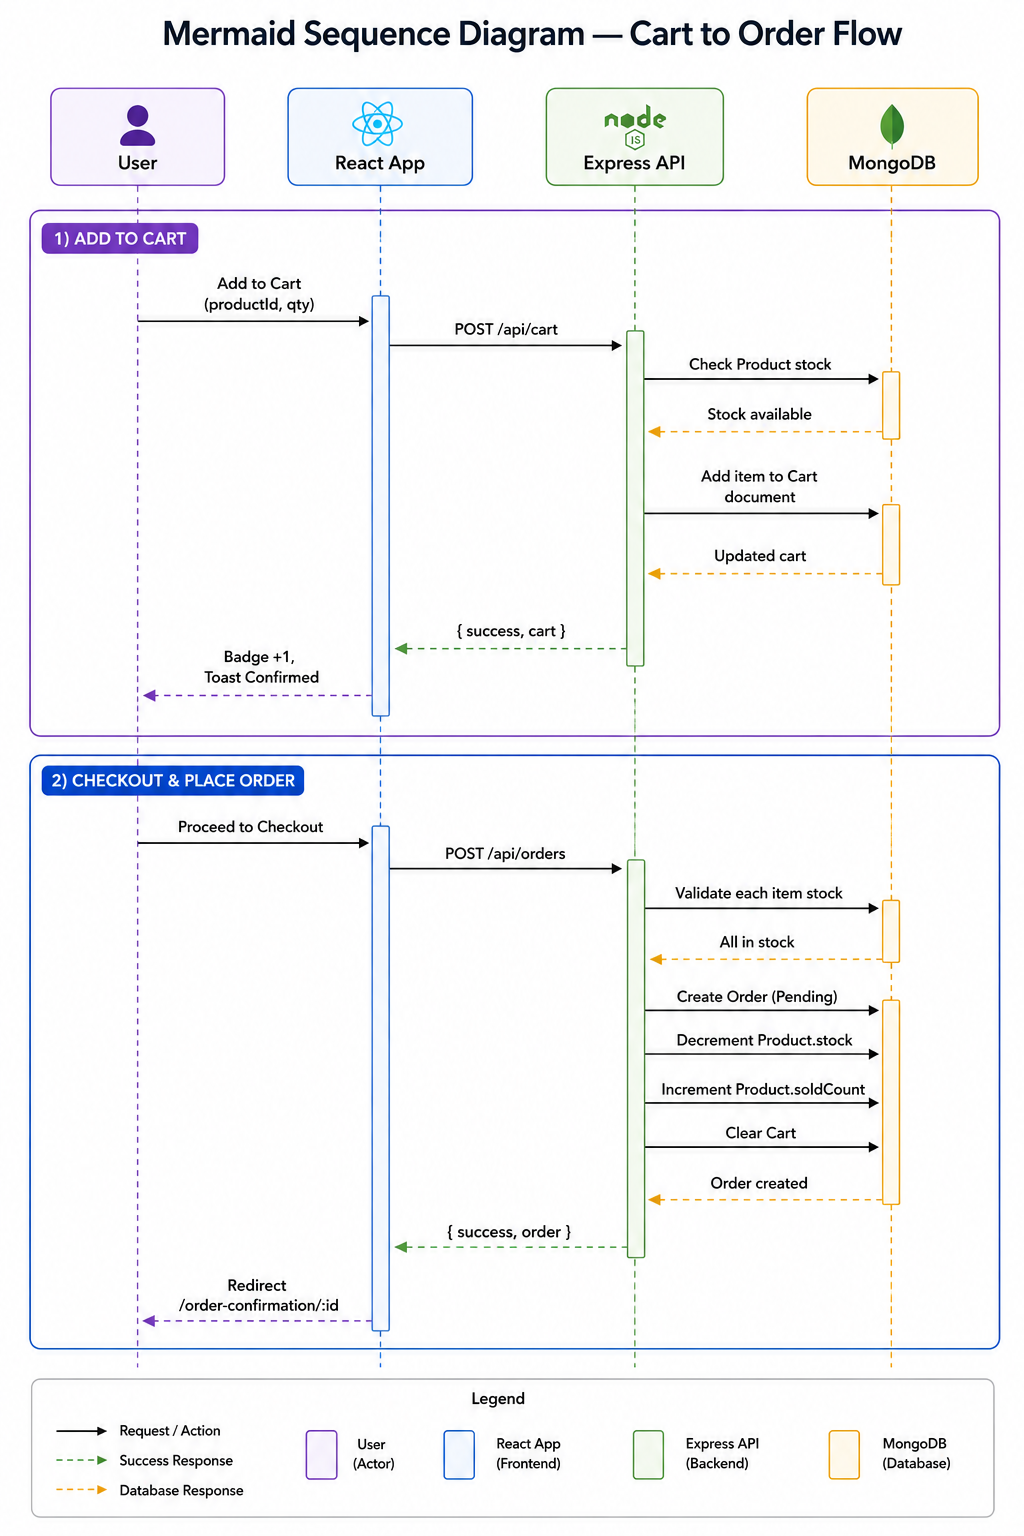 Mermaid Sequence Diagram — Cart to Order Flow
node
JS
User
React App
Express API
MongoDB
1) ADD TO CART
Add to Cart
(productId, qty)
POST /api/cart
Check Product stock
Stock available
Add item to Cart
document
Updated cart
{ success, cart }
Badge +1,
Toast Confirmed
2) CHECKOUT & PLACE ORDER
Proceed to Checkout
POST /api/orders
Validate each item stock
All in stock
Create Order (Pending)
Decrement Product.stock
Increment Product.soldCount
Clear Cart
Order created
{ success, order }
Redirect
/order-confirmation/:id
Legend
Request / Action
Success Response
Database Response
User
(Actor)
React App
(Frontend)
Express API
(Backend)
MongoDB
(Database)